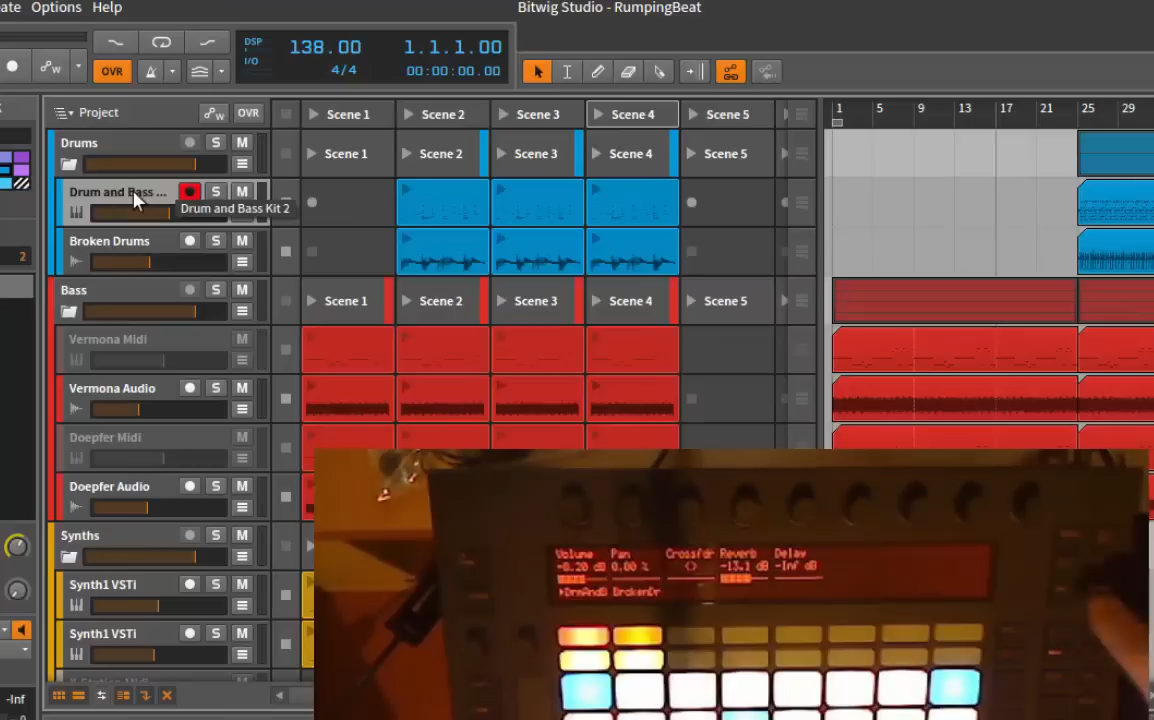 ate Options Help
Bitwig Studio - RumpingBeat
DSP
I/O
138.00
4/4
1.1.1.00
00:00:00.00
OVR
Project
OVR
Scene 1
Scene 2
Scene 3
Scene 4
Scene 5
1
5
9
13
17
21
25
29
Drums
S
M
Scene 1
Scene 2
Scene 3
Scene 4
Scene 5
Drum and Bass ...
S
M
Drum and Bass Kit 2
Broken Drums
S
M
2
Bass
S
M
Scene 1
Scene 2
Scene 3
Scene 4
Scene 5
Vermona Midi
M
Vermona Audio
S
M
Doepfer Midi
M
Doepfer Audio
S
M
Synths
S
M
Synth1 VSTi
S
M
Synth1 VSTi
S
M
-Inf
Volume Pan Crossfdr Reverb Delay
-8.20 dB 0.00 % <> -13.1 dB -Inf dB
DrmAndB BrokenDr